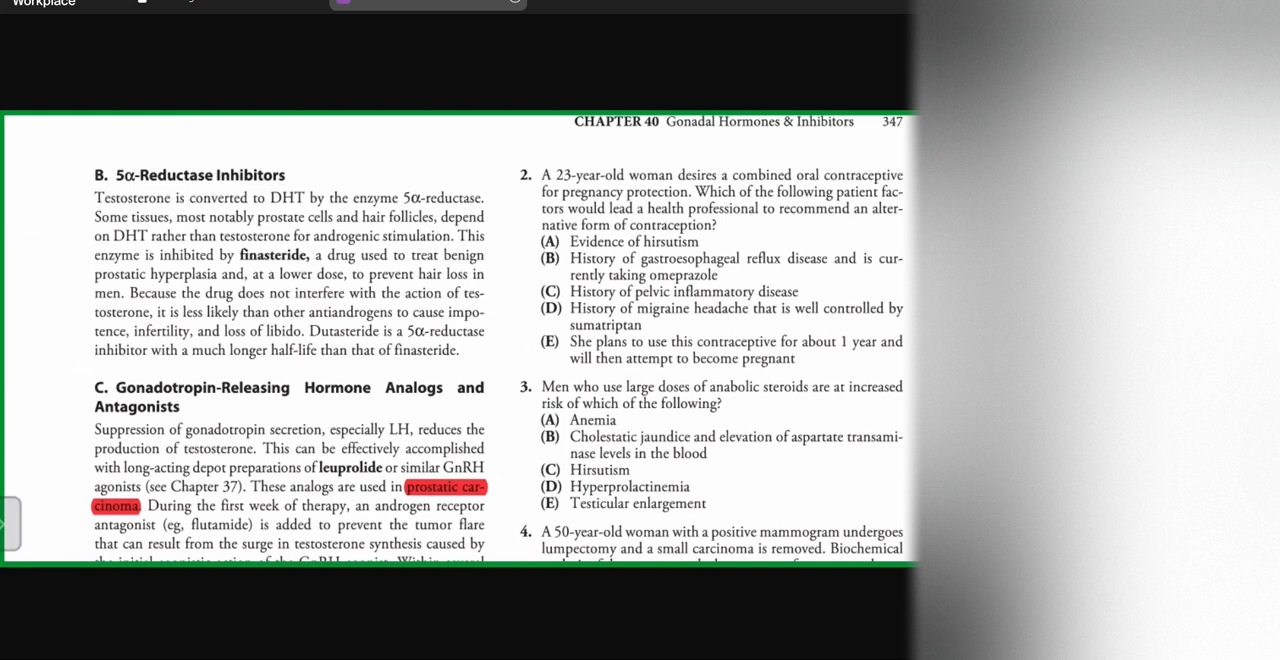 Workplace
CHAPTER 40 Gonadal Hormones & Inhibitors 347
B. 5α-Reductase Inhibitors
Testosterone is converted to DHT by the enzyme 5α-reductase.
Some tissues, most notably prostate cells and hair follicles, depend
on DHT rather than testosterone for androgenic stimulation. This
enzyme is inhibited by finasteride, a drug used to treat benign
prostatic hyperplasia and, at a lower dose, to prevent hair loss in
men. Because the drug does not interfere with the action of tes-
tosterone, it is less likely than other antiandrogens to cause impo-
tence, infertility, and loss of libido. Dutasteride is a 5α-reductase
inhibitor with a much longer half-life than that of finasteride.
C. Gonadotropin-Releasing Hormone Analogs and
Antagonists
Suppression of gonadotropin secretion, especially LH, reduces the
production of testosterone. This can be effectively accomplished
with long-acting depot preparations of leuprolide or similar GnRH
agonists (see Chapter 37). These analogs are used in prostatic car-
cinoma. During the first week of therapy, an androgen receptor
antagonist (eg, flutamide) is added to prevent the tumor flare
that can result from the surge in testosterone synthesis caused by
2. A 23-year-old woman desires a combined oral contraceptive
for pregnancy protection. Which of the following patient fac-
tors would lead a health professional to recommend an alter-
native form of contraception?
(A) Evidence of hirsutism
(B) History of gastroesophageal reflux disease and is cur-
rently taking omeprazole
(C) History of pelvic inflammatory disease
(D) History of migraine headache that is well controlled by
sumatriptan
(E) She plans to use this contraceptive for about 1 year and
will then attempt to become pregnant
3. Men who use large doses of anabolic steroids are at increased
risk of which of the following?
(A) Anemia
(B) Cholestatic jaundice and elevation of aspartate transami-
nase levels in the blood
(C) Hirsutism
(D) Hyperprolactinemia
(E) Testicular enlargement
4. A 50-year-old woman with a positive mammogram undergoes
lumpectomy and a small carcinoma is removed. Biochemical